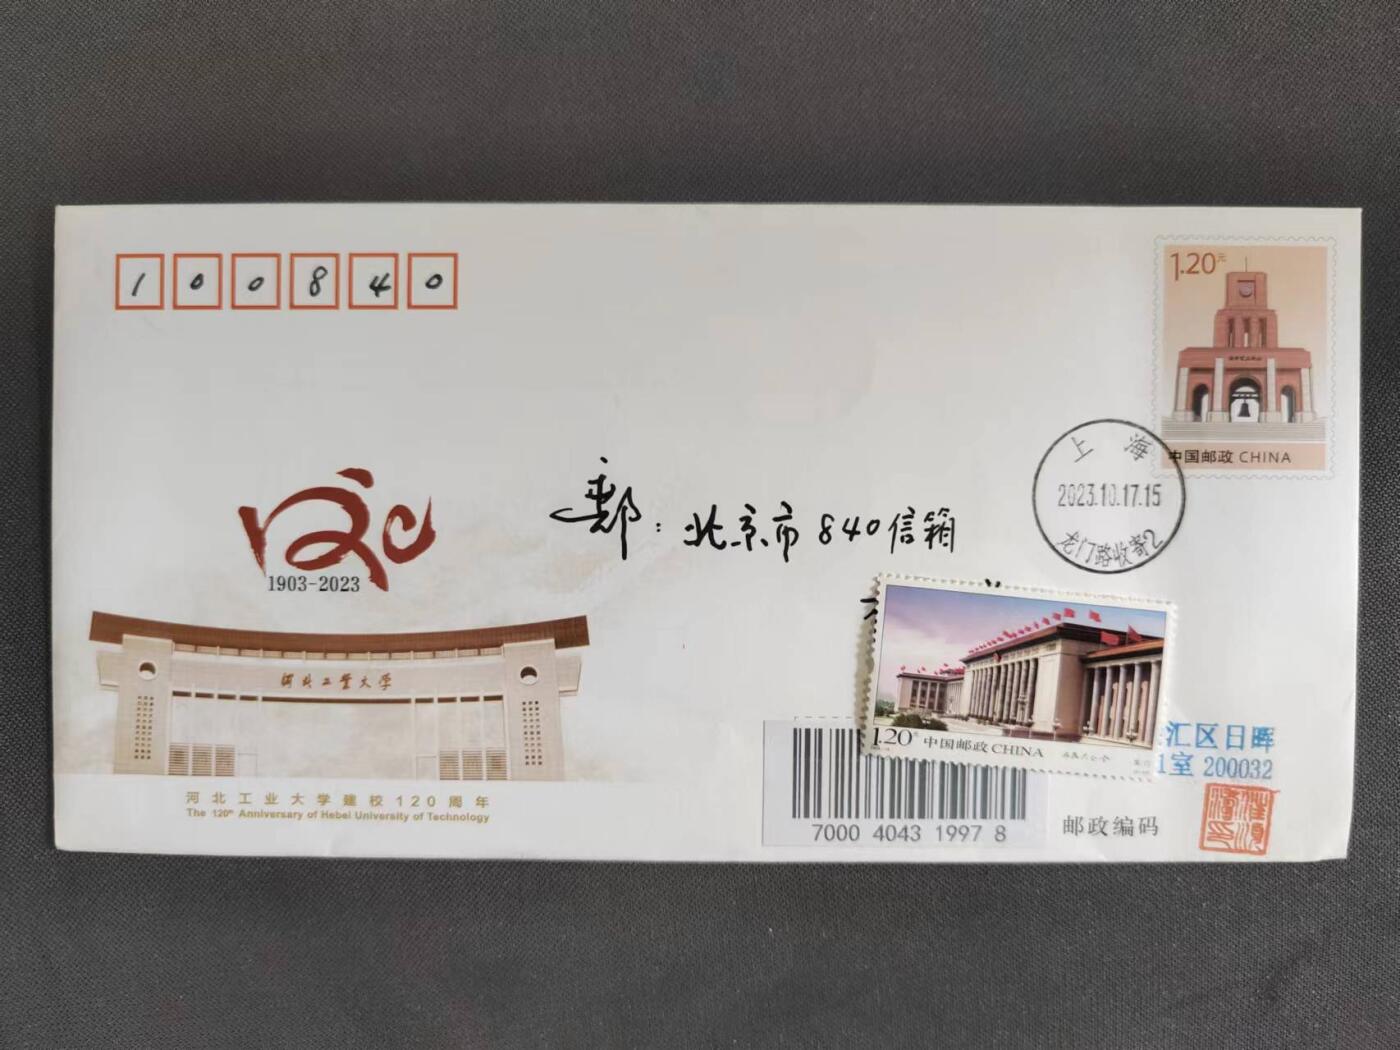 100840
1.20元
中国邮政 CHINA
上海
2023.10.17.15
龙门路收寄2
邮：北京市840信箱
120
1903-2023
河北工业大学
河北工业大学建校120周年
The 120th Anniversary of Hebei University of Technology
1.20元 中国邮政 CHINA
汇区日晖
1室 200032
7000 4043 1997 8
邮政编码